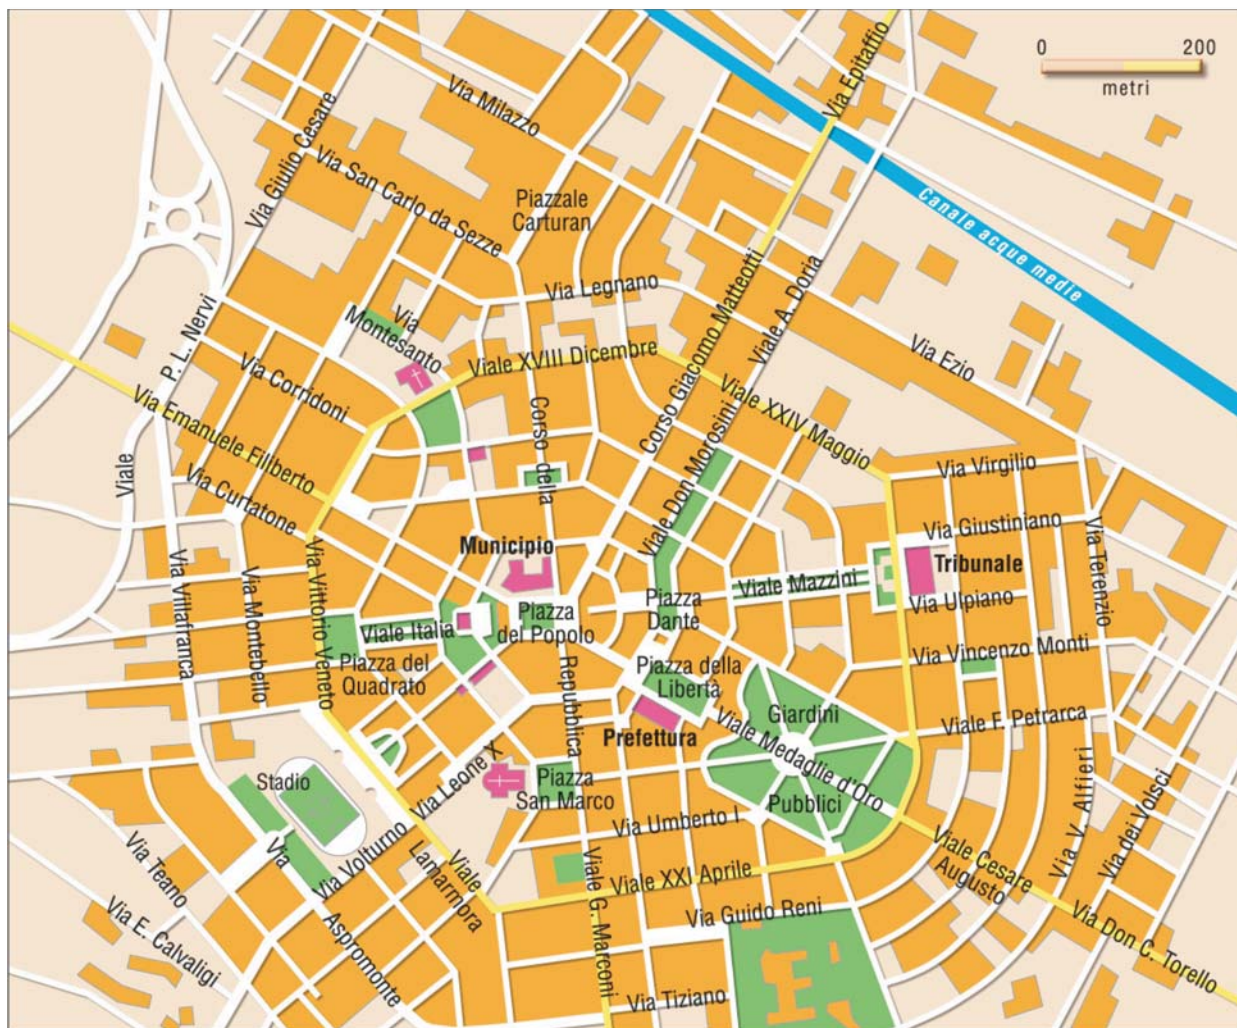 0 200
metri
Via Epitaffio
Via Milazzo
Via Giulio Cesare
Via San Carlo da Sezze
Piazzale
Carturan
Canale acque medie
Via Legnano
Corso Giacomo Matteotti
Viale A. Doria
Via
Montesanto
P. L. Nervi
Viale
Viale XVIII Dicembre
Via Ezio
Via Corridoni
Via Emanuele Filiberto
Corso della
Repubblica
Viale Don Morosini
Viale XXIV Maggio
Via Virgilio
Via Curtatone
Via Giustiniano
Municipio
Tribunale
Via Terenzio
Viale Mazzini
Via Villafranca
Via Montebello
Via Vittorio Veneto
Viale Italia
Piazza
del Popolo
Piazza
Dante
Via Ulpiano
Piazza del
Quadrato
Piazza della
Libertà
Via Vincenzo Monti
Giardini
Pubblici
Viale F. Petrarca
Prefettura
Viale Medaglie d'Oro
Stadio
Via Leone X
Piazza
San Marco
Via V. Alfieri
Via dei Volsci
Via Umberto I
Via Volturno
Viale
Lamarmora
Via
Aspromonte
Via Teano
Via E. Calvaligi
Viale XXI Aprile
Viale Cesare
Augusto
Viale G. Marconi
Via Guido Reni
Via Don C. Torello
Via Tiziano